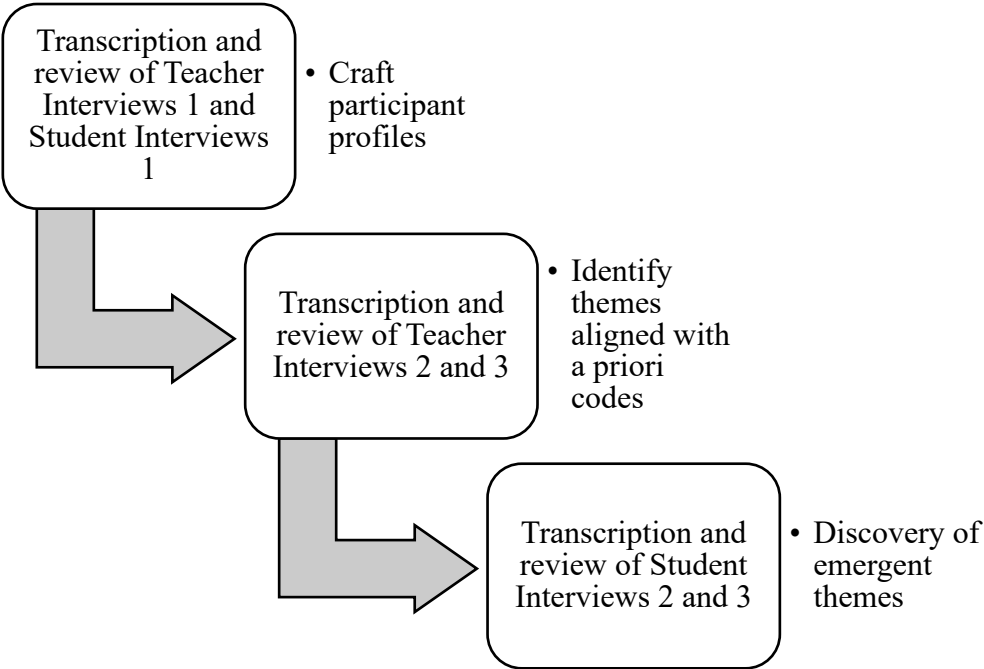 Transcription and
review of Teacher
Interviews 1 and
Student Interviews
1
• Craft
participant
profiles
Transcription and
review of Teacher
Interviews 2 and 3
• Identify
themes
aligned with
a priori
codes
Transcription and
review of Student
Interviews 2 and 3
• Discovery of
emergent
themes